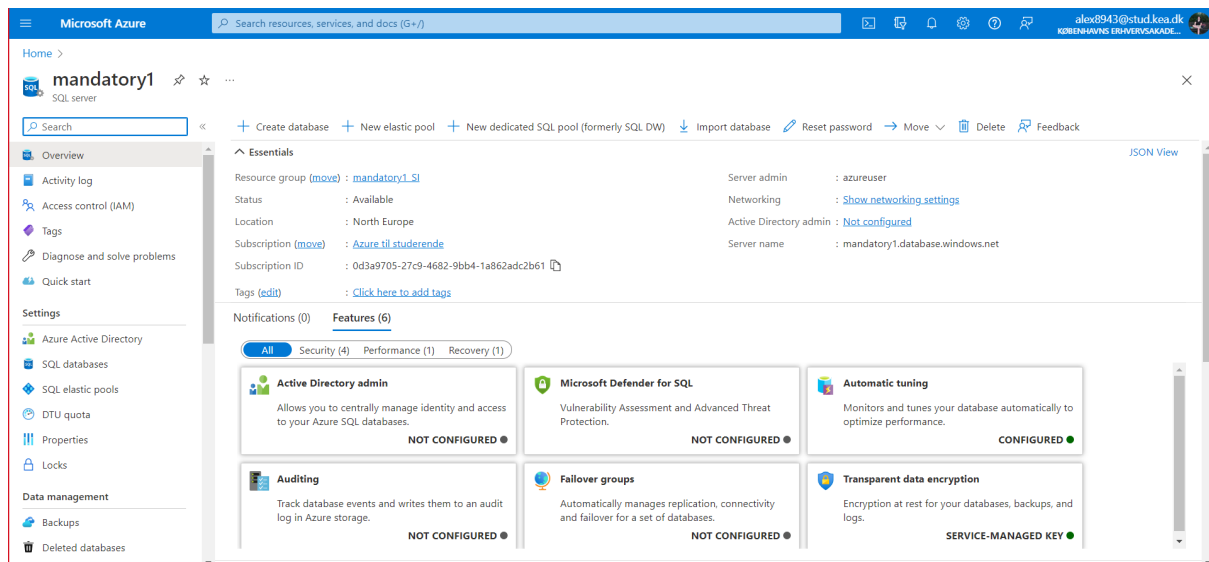 Microsoft Azure
Search resources, services, and docs (G+/)
alex8943@stud.kea.dk
KØBENHAVNS ERHVERVSAKADE...
Home >
mandatory1
SQL server
Search
Create database
New elastic pool
New dedicated SQL pool (formerly SQL DW)
Import database
Reset password
Move
Delete
Feedback
Overview
Activity log
Access control (IAM)
Tags
Diagnose and solve problems
Quick start
Settings
Azure Active Directory
SQL databases
SQL elastic pools
DTU quota
Properties
Locks
Data management
Backups
Deleted databases
Essentials
JSON View
Resource group (move) : mandatory1_SI
Status : Available
Location : North Europe
Subscription (move) : Azure til studerende
Subscription ID : 0d3a9705-27c9-4682-9bb4-1a862adc2b61
Tags (edit) : Click here to add tags
Server admin : azureuser
Networking : Show networking settings
Active Directory admin : Not configured
Server name : mandatory1.database.windows.net
Notifications (0)
Features (6)
All
Security (4)
Performance (1)
Recovery (1)
Active Directory admin
Allows you to centrally manage identity and access
to your Azure SQL databases.
NOT CONFIGURED
Microsoft Defender for SQL
Vulnerability Assessment and Advanced Threat
Protection.
NOT CONFIGURED
Automatic tuning
Monitors and tunes your database automatically to
optimize performance.
CONFIGURED
Auditing
Track database events and writes them to an audit
log in Azure storage.
NOT CONFIGURED
Failover groups
Automatically manages replication, connectivity
and failover for a set of databases.
NOT CONFIGURED
Transparent data encryption
Encryption at rest for your databases, backups, and
logs.
SERVICE-MANAGED KEY